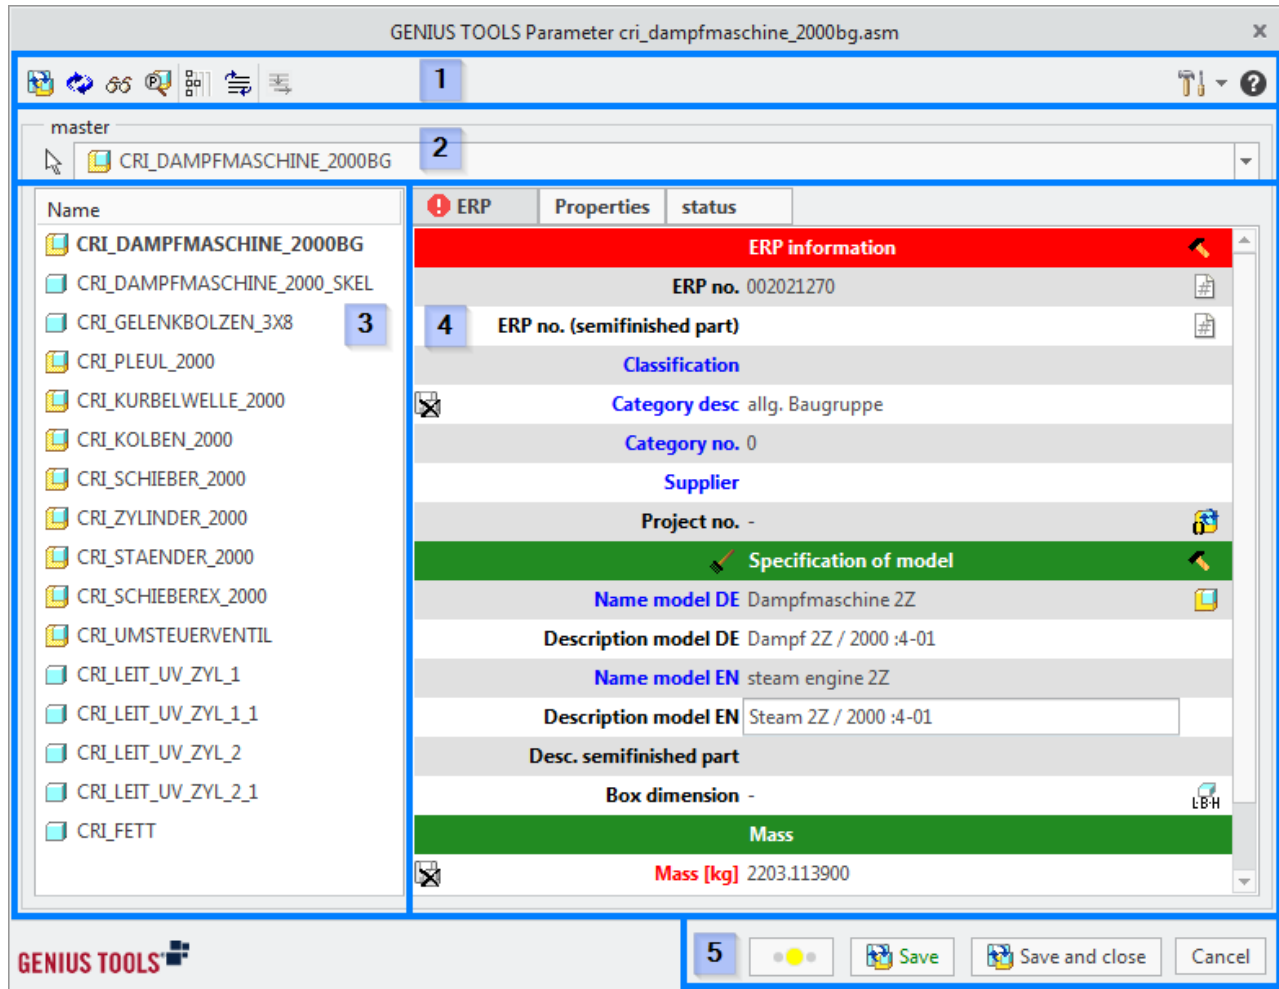 GENIUS TOOLS Parameter cri_dampfmaschine_2000bg.asm
1
master
CRI_DAMPFMASCHINE_2000BG
2
Name
CRI_DAMPFMASCHINE_2000BG
CRI_DAMPFMASCHINE_2000_SKEL
CRI_GELENKBOLZEN_3X8
3
CRI_PLEUL_2000
CRI_KURBELWELLE_2000
CRI_KOLBEN_2000
CRI_SCHIEBER_2000
CRI_ZYLINDER_2000
CRI_STAENDER_2000
CRI_SCHIEBEREX_2000
CRI_UMSTEUERVENTIL
CRI_LEIT_UV_ZYL_1
CRI_LEIT_UV_ZYL_1_1
CRI_LEIT_UV_ZYL_2
CRI_LEIT_UV_ZYL_2_1
CRI_FETT
ERP Properties status
ERP information
ERP no. 002021270
4
ERP no. (semifinished part)
Classification
Category desc allg. Baugruppe
Category no. 0
Supplier
Project no. -
Specification of model
Name model DE Dampfmaschine 2Z
Description model DE Dampf 2Z / 2000 :4-01
Name model EN steam engine 2Z
Description model EN Steam 2Z / 2000 :4-01
Desc. semifinished part
Box dimension -
L·B·H
Mass
Mass [kg] 2203.113900
GENIUS TOOLS
5
Save
Save and close
Cancel